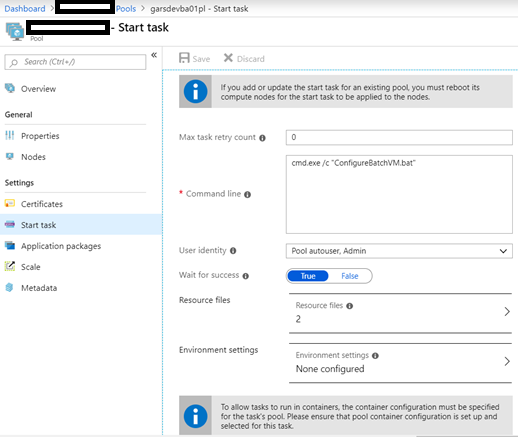 Dashboard > Pools > garsdevba01pl - Start task
- Start task
Pool
Search (Ctrl+/)
«
Overview
General
Properties
Nodes
Settings
Certificates
Start task
Application packages
Scale
Metadata
Save Discard
If you add or update the start task for an existing pool, you must reboot its
compute nodes for the start task to be applied to the nodes.
Max task retry count 0
* Command line cmd.exe /c "ConfigureBatchVM.bat"
User identity Pool autouser, Admin
Wait for success True False
Resource files Resource files
2
Environment settings Environment settings
None configured
To allow tasks to run in containers, the container configuration must be specified
for the task's pool. Please ensure that pool container configuration is set up and
selected for this task.